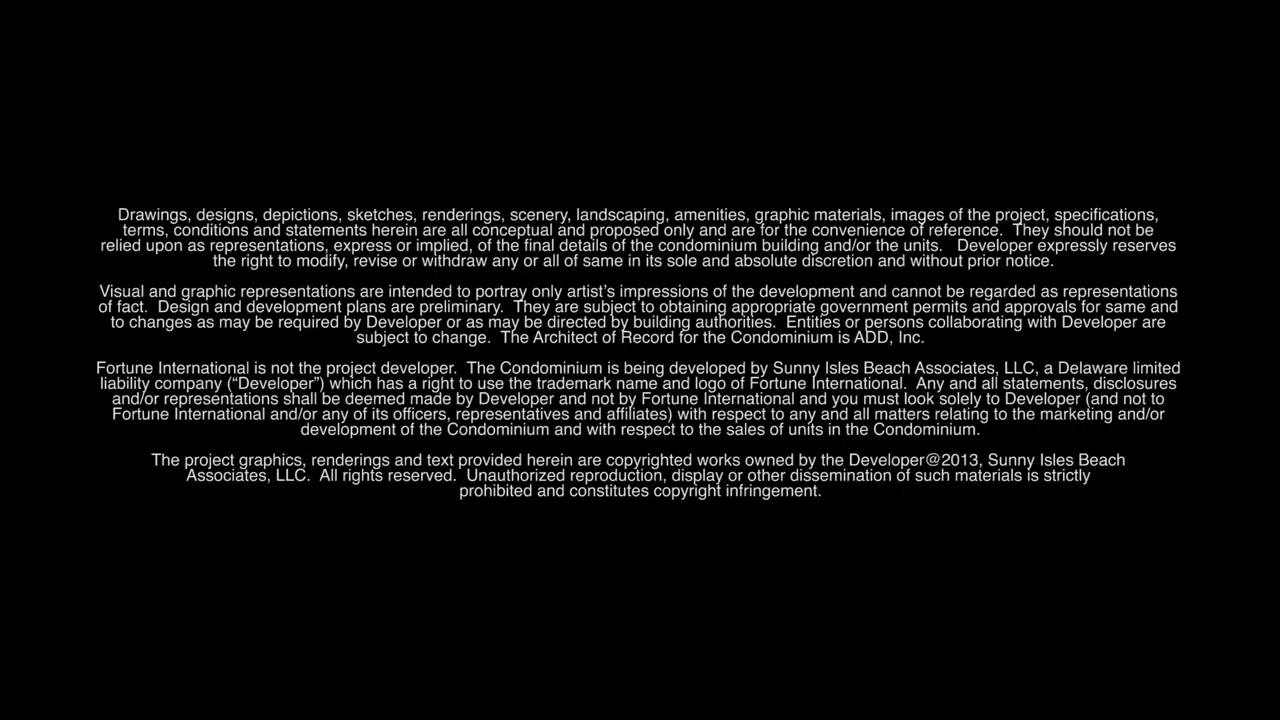 Drawings, designs, depictions, sketches, renderings, scenery, landscaping, amenities, graphic materials, images of the project, specifications,
terms, conditions and statements herein are all conceptual and proposed only and are for the convenience of reference.  They should not be
relied upon as representations, express or implied, of the final details of the condominium building and/or the units.   Developer expressly reserves
the right to modify, revise or withdraw any or all of same in its sole and absolute discretion and without prior notice.
Visual and graphic representations are intended to portray only artist’s impressions of the development and cannot be regarded as representations
of fact.  Design and development plans are preliminary.  They are subject to obtaining appropriate government permits and approvals for same and
to changes as may be required by Developer or as may be directed by building authorities.  Entities or persons collaborating with Developer are
subject to change.  The Architect of Record for the Condominium is ADD, Inc.
Fortune International is not the project developer.  The Condominium is being developed by Sunny Isles Beach Associates, LLC, a Delaware limited
liability company (“Developer”) which has a right to use the trademark name and logo of Fortune International.  Any and all statements, disclosures
and/or representations shall be deemed made by Developer and not by Fortune International and you must look solely to Developer (and not to
Fortune International and/or any of its officers, representatives and affiliates) with respect to any and all matters relating to the marketing and/or
development of the Condominium and with respect to the sales of units in the Condominium.
The project graphics, renderings and text provided herein are copyrighted works owned by the Developer@2013, Sunny Isles Beach
Associates, LLC.  All rights reserved.  Unauthorized reproduction, display or other dissemination of such materials is strictly
prohibited and constitutes copyright infringement.